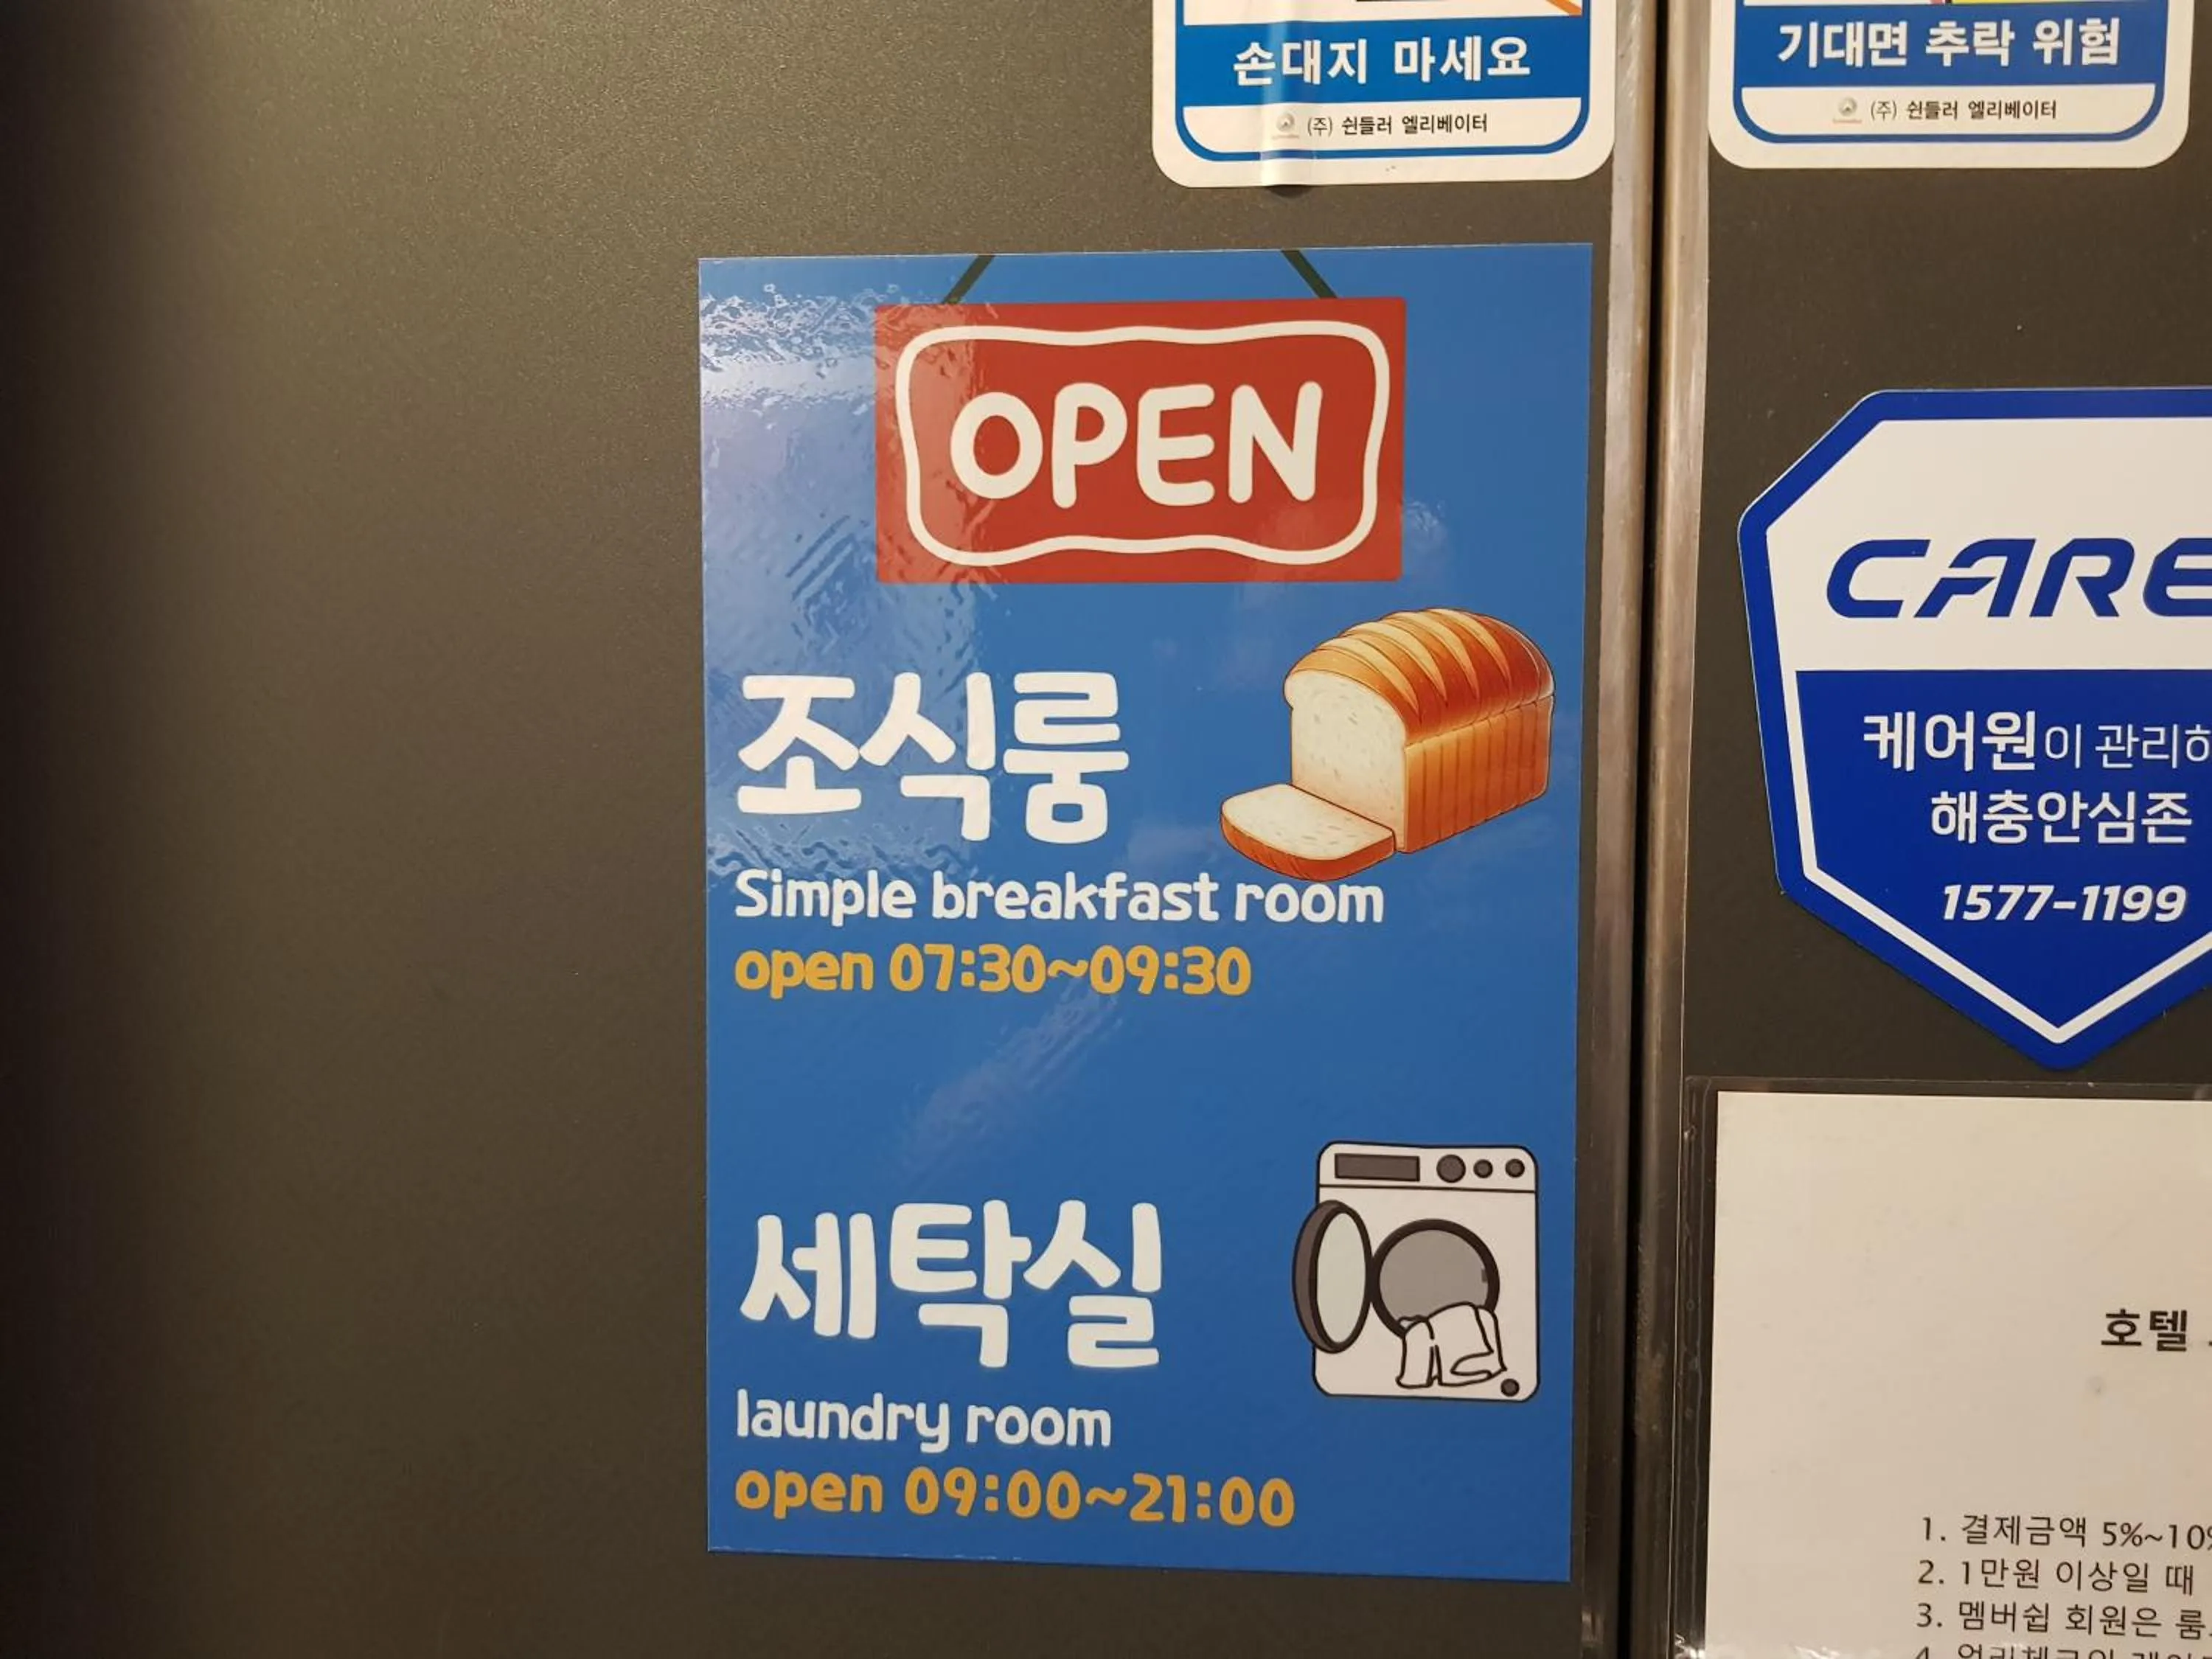 손대지 마세요
(주) 쉰들러 엘리베이터
기대면 추락 위험
(주) 쉰들러 엘리베이터
OPEN
조식룸
Simple breakfast room
open 07:30~09:30
세탁실
laundry room
open 09:00~21:00
CARE
케어원이 관리하
해충안심존
1577-1199
호텔
1. 결제금액 5%~10%
2. 1만원 이상일 때
3. 멤버쉽 회원은 룸